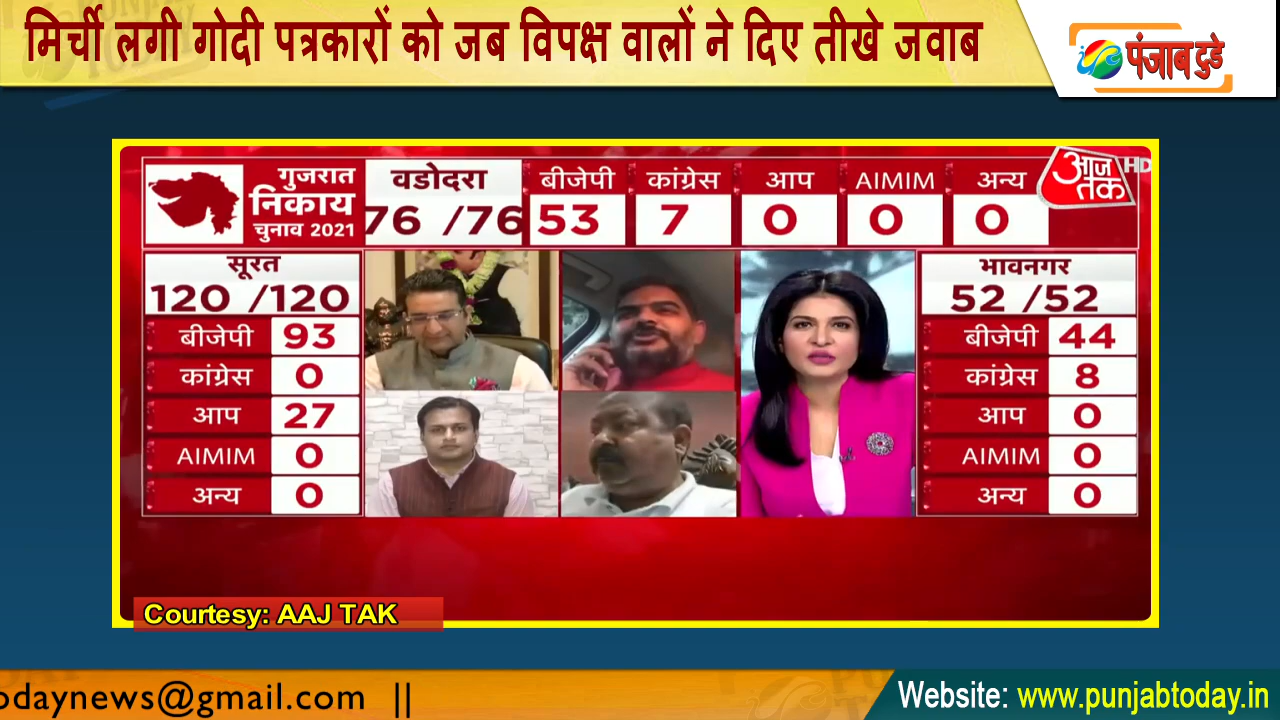 मिर्ची लगी गोदी पत्रकारों को जब विपक्ष वालों ने दिए तीखे जवाब
पंजाब टुडे
गुजरात
निकाय
चुनाव 2021
वडोदरा
76 /76
बीजेपी
53
कांग्रेस
7
आप
0
AIMIM
0
अन्य
0
आज तक HD
सूरत
120 /120
बीजेपी 93
कांग्रेस 0
आप 27
AIMIM 0
अन्य 0
भावनगर
52 /52
बीजेपी 44
कांग्रेस 8
आप 0
AIMIM 0
अन्य 0
Courtesy: AAJ TAK
odaynews@gmail.com ||
Website: www.punjabtoday.in